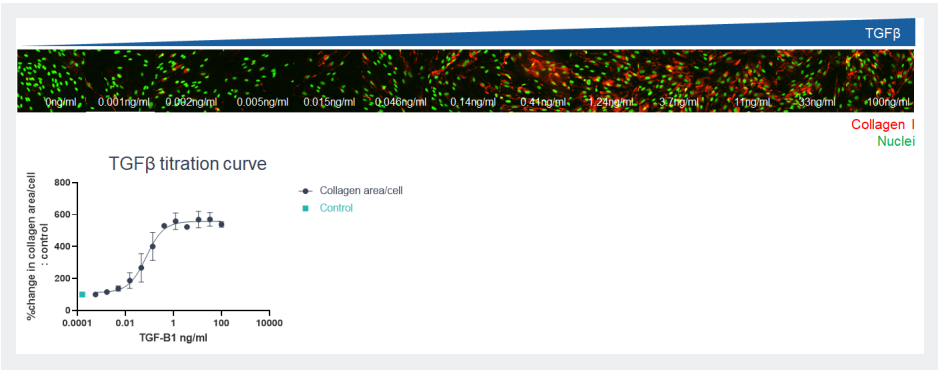 TGFβ
0ng/ml 0.001ng/ml 0.002ng/ml 0.005ng/ml 0.015ng/ml 0.046ng/ml 0.14ng/ml 0.41ng/ml 1.24ng/ml 3.7ng/ml 11ng/ml 33ng/ml 100ng/ml
Collagen I
Nuclei
TGFβ titration curve
%change in collagen area/cell
: control
800
600
400
200
0
0.0001 0.01 1 100 10000
TGF-B1 ng/ml
Collagen area/cell
Control